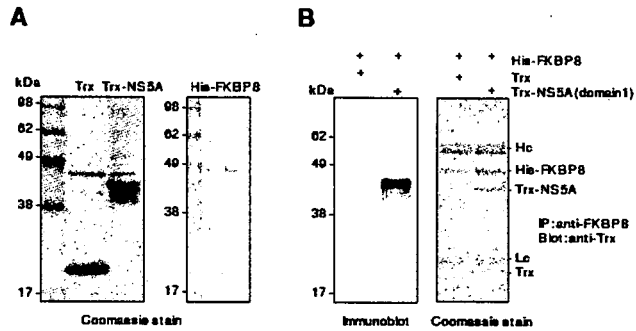 A
kDa Trx Trx-NS5A His-FKBP8
98
62
49
38
17
98
62
49
38
17
Coomassie stain
B
+ + + + His-FKBP8
+ + Trx
+ + Trx-NS5A(domain1)
kDa
62
49
38
17
Hc
His-FKBP8
Trx-NS5A
IP:anti-FKBP8
Blot:anti-Trx
Lc
Trx
Immunoblot Coomassie stain